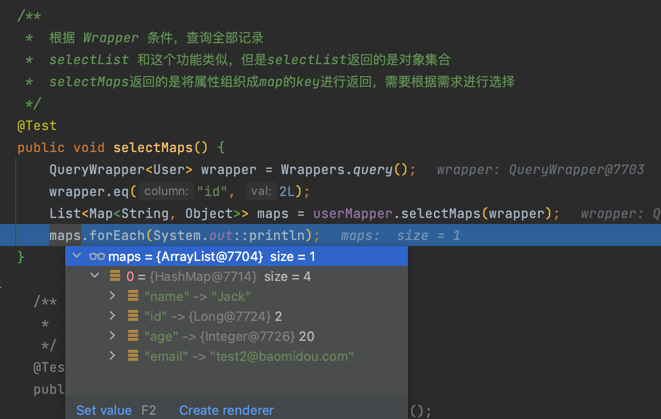 /**
 * 根据 Wrapper 条件，查询全部记录
 * selectList 和这个功能类似，但是selectList返回的是对象集合
 * selectMaps返回的是将属性组织成map的key进行返回，需要根据需求进行选择
 */
@Test
public void selectMaps() {
QueryWrapper<User> wrapper = Wrappers.query(); wrapper: QueryWrapper@7703
wrapper.eq( column: "id", val: 2L);
List<Map<String, Object>> maps = userMapper.selectMaps(wrapper); wrapper: Q
maps.forEach(System.out::println); maps: size = 1
}
maps = {ArrayList@7704} size = 1
0 = {HashMap@7714} size = 4
"name" -> "Jack"
"id" -> {Long@7724} 2
"age" -> {Integer@7726} 20
"email" -> "test2@baomidou.com"
/**
 *
 */
@Tes
publ
();
Set value F2 Create renderer